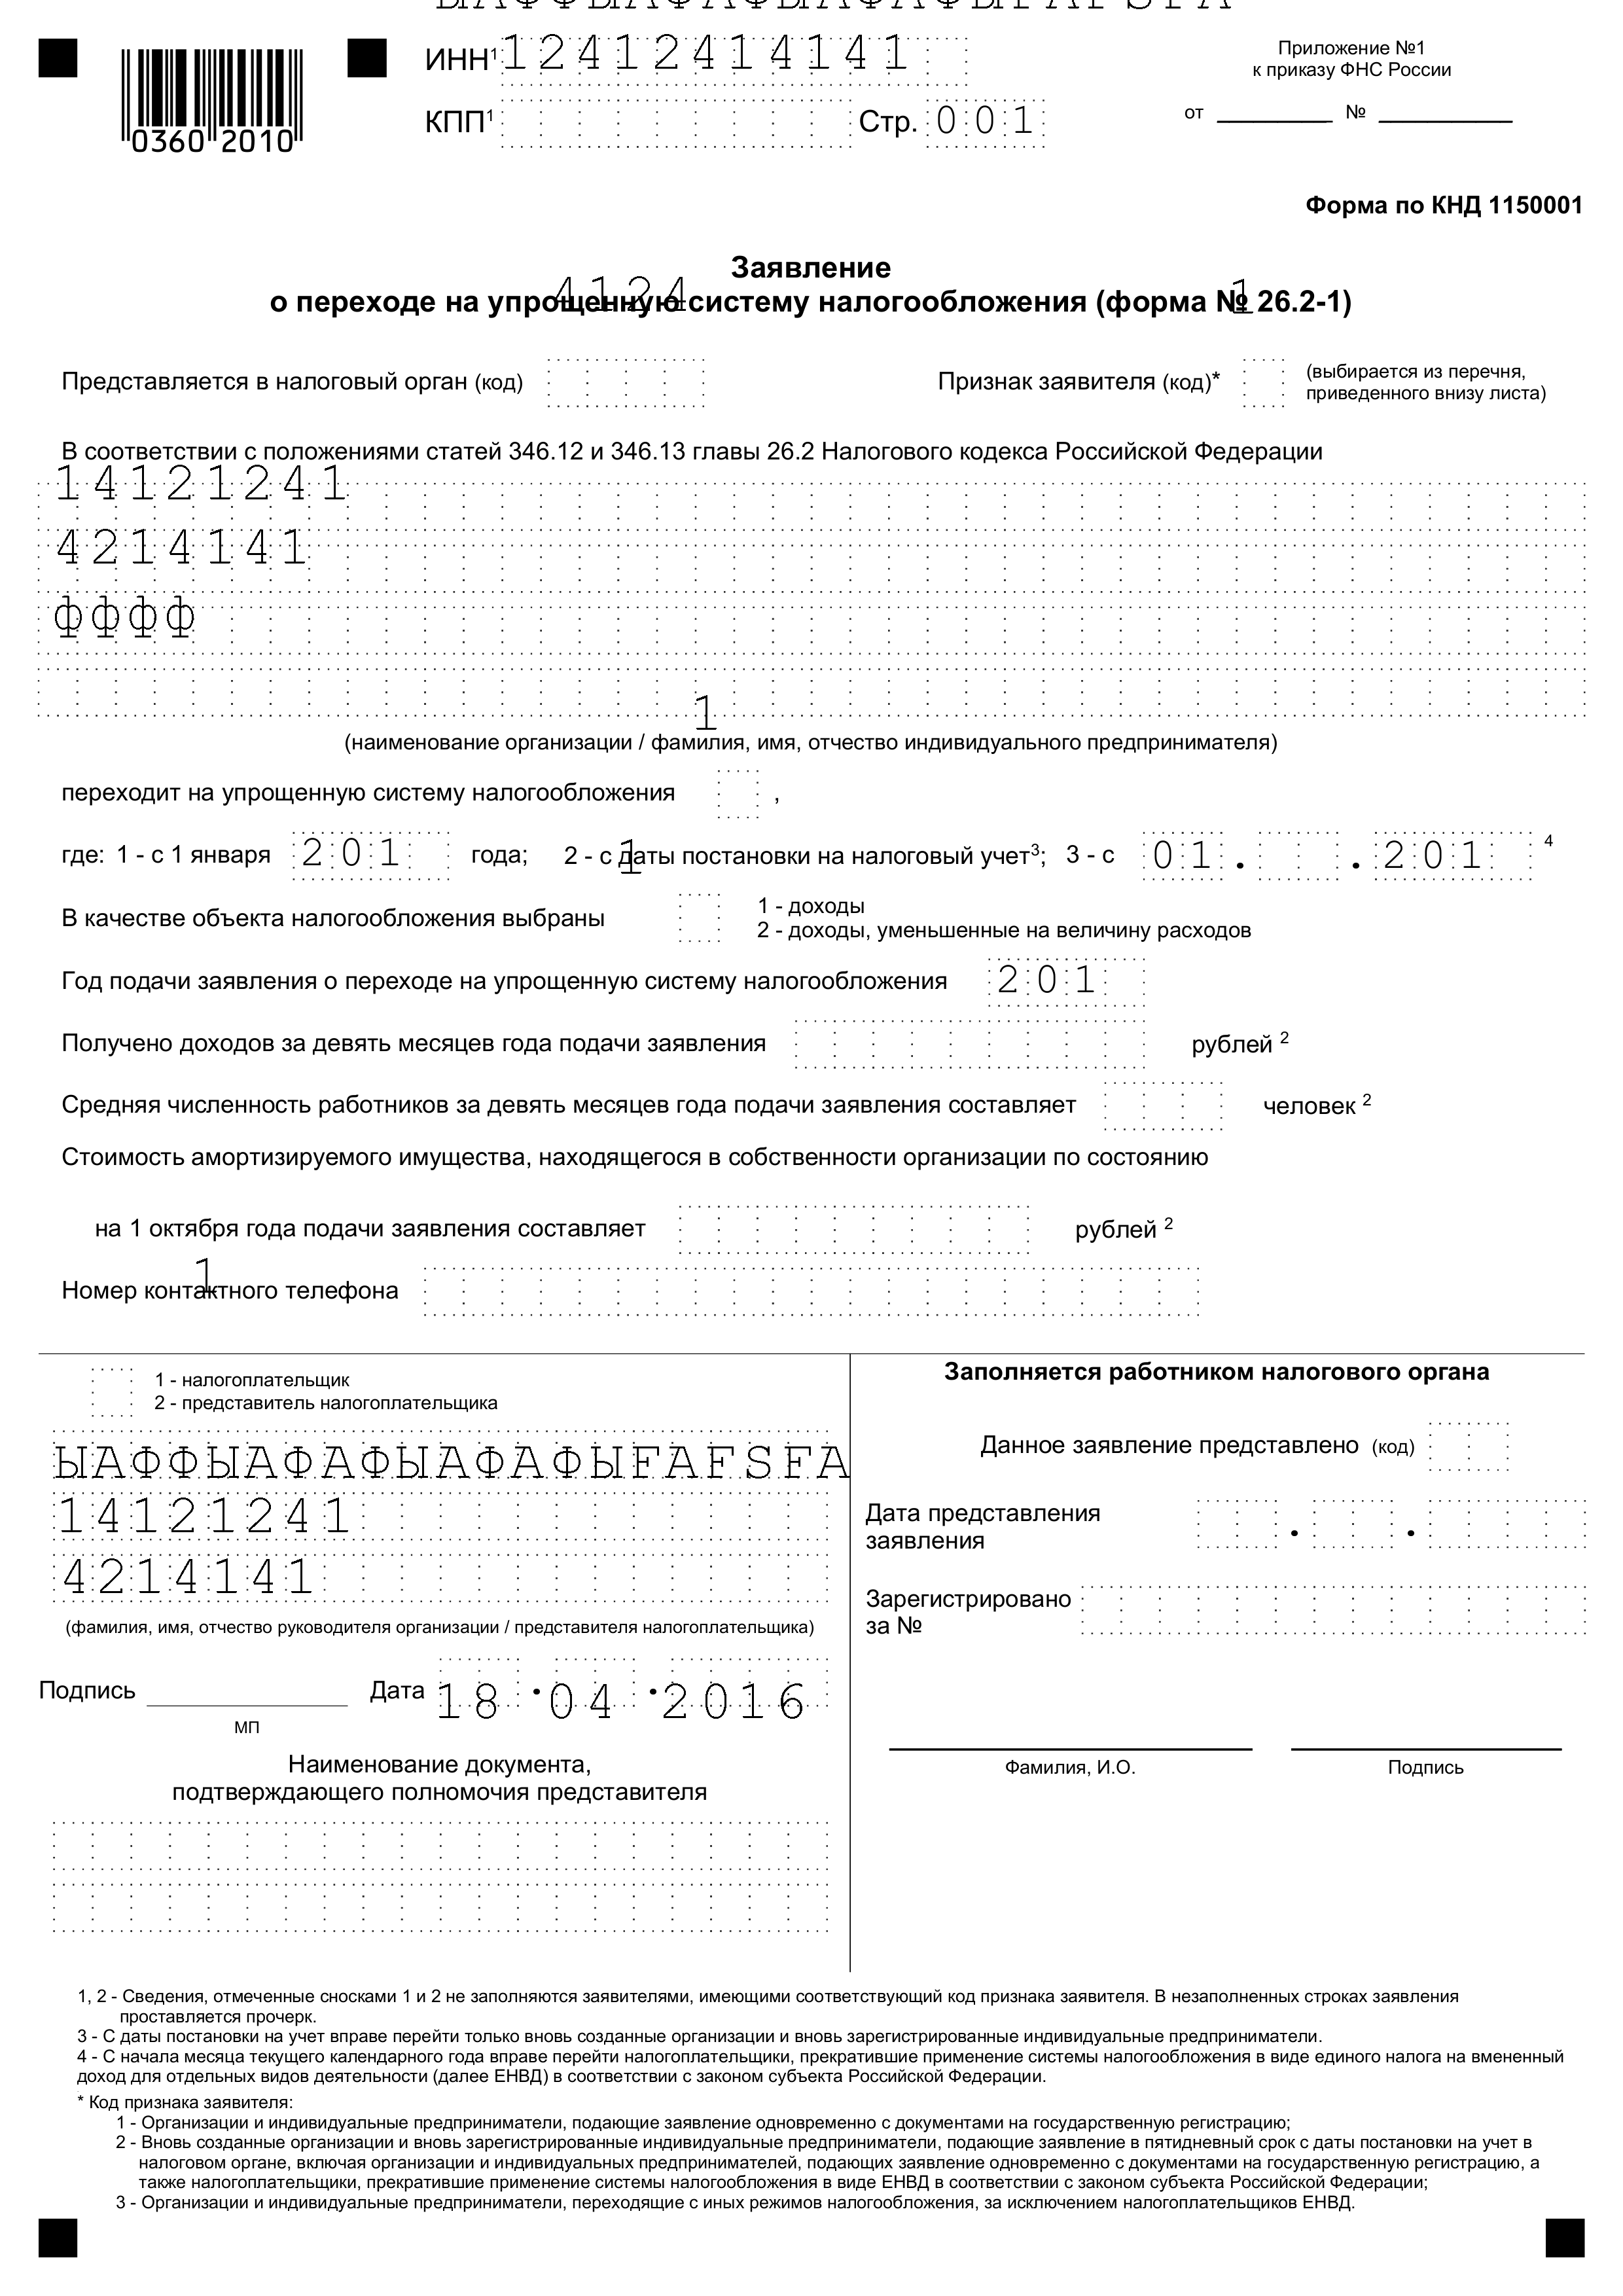 ЫАФФЫАФАФЫАФАФЫFAFSFA
ИНН¹ 12412414141
Приложение №1
к приказу ФНС России
КПП¹ Стр. 001
от № 
0360 2010
Форма по КНД 1150001
Заявление
4124 1
о переходе на упрощенную систему налогообложения (форма № 26.2-1)
Представляется в налоговый орган (код) Признак заявителя (код)* (выбирается из перечня,
приведенного внизу листа)
В соответствии с положениями статей 346.12 и 346.13 главы 26.2 Налогового кодекса Российской Федерации
14121241
4214141
ФФФФ
1
(наименование организации / фамилия, имя, отчество индивидуального предпринимателя)
переходит на упрощенную систему налогообложения ,
где: 1 - с 1 января 201 года; 2 - с даты постановки на налоговый учет³; 3 - с 01. .201 ⁴
1
В качестве объекта налогообложения выбраны 1 - доходы
2 - доходы, уменьшенные на величину расходов
Год подачи заявления о переходе на упрощенную систему налогообложения 201
Получено доходов за девять месяцев года подачи заявления рублей ²
Средняя численность работников за девять месяцев года подачи заявления составляет человек ²
Стоимость амортизируемого имущества, находящегося в собственности организации по состоянию
на 1 октября года подачи заявления составляет рублей ²
1
Номер контактного телефона
1 - налогоплательщик
2 - представитель налогоплательщика
ЫАФФЫАФАФЫАФАФЫFAFSFA
14121241
4214141
(фамилия, имя, отчество руководителя организации / представителя налогоплательщика)
Подпись Дата 18.04.2016
МП
Наименование документа,
подтверждающего полномочия представителя
Заполняется работником налогового органа
Данное заявление представлено (код)
Дата представления
заявления . .
Зарегистрировано
за №
Фамилия, И.О. Подпись
1, 2 - Сведения, отмеченные сносками 1 и 2 не заполняются заявителями, имеющими соответствующий код признака заявителя. В незаполненных строках заявления
проставляется прочерк.
3 - С даты постановки на учет вправе перейти только вновь созданные организации и вновь зарегистрированные индивидуальные предприниматели.
4 - С начала месяца текущего календарного года вправе перейти налогоплательщики, прекратившие применение системы налогообложения в виде единого налога на вмененный
доход для отдельных видов деятельности (далее ЕНВД) в соответствии с законом субъекта Российской Федерации.
* Код признака заявителя:
1 - Организации и индивидуальные предприниматели, подающие заявление одновременно с документами на государственную регистрацию;
2 - Вновь созданные организации и вновь зарегистрированные индивидуальные предприниматели, подающие заявление в пятидневный срок с даты постановки на учет в
налоговом органе, включая организации и индивидуальных предпринимателей, подающих заявление одновременно с документами на государственную регистрацию, а
также налогоплательщики, прекратившие применение системы налогообложения в виде ЕНВД в соответствии с законом субъекта Российской Федерации;
3 - Организации и индивидуальные предприниматели, переходящие с иных режимов налогообложения, за исключением налогоплательщиков ЕНВД.